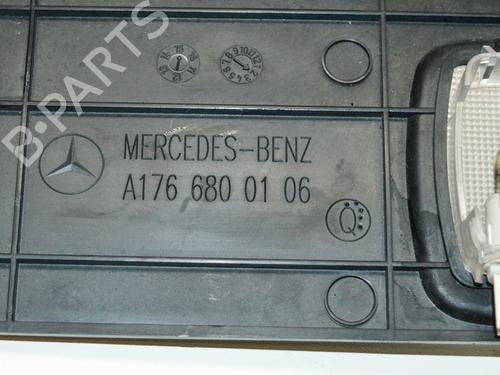 B-PARTS
MERCEDES-BENZ
A176 680 01 06
Q